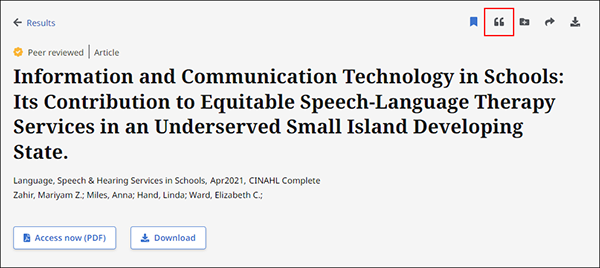 Results
Peer reviewed | Article
Information and Communication Technology in Schools:
Its Contribution to Equitable Speech-Language Therapy
Services in an Underserved Small Island Developing
State.
Language, Speech & Hearing Services in Schools, Apr2021, CINAHL Complete
Zahir, Mariyam Z.; Miles, Anna; Hand, Linda; Ward, Elizabeth C.;
Access now (PDF) Download